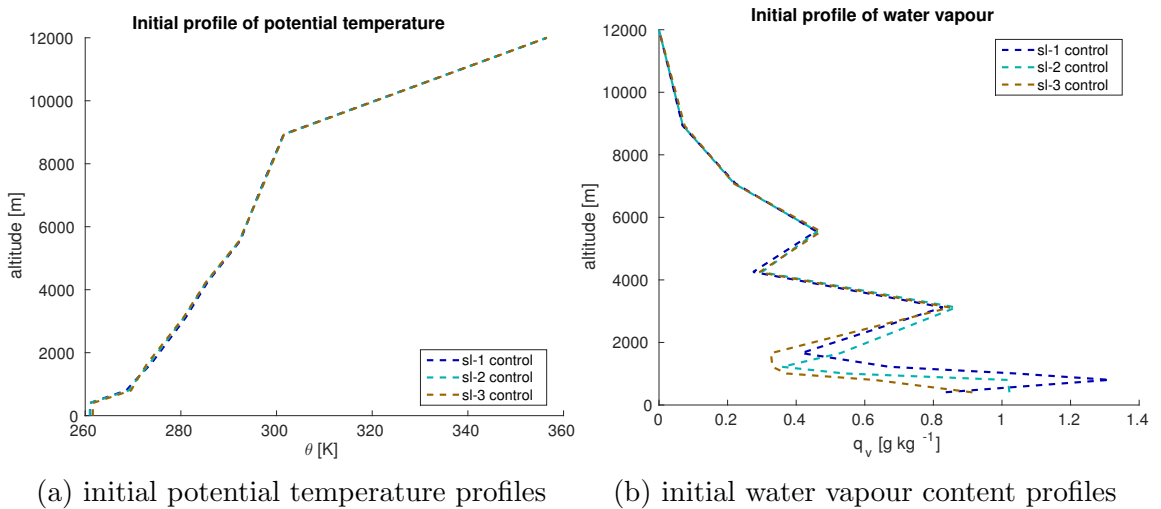 Initial profile of potential temperature
12000
10000
8000
6000
4000
2000
0
altitude [m]
260
280
300
320
340
360
θ [K]
sl-1 control
sl-2 control
sl-3 control
(a) initial potential temperature profiles
Initial profile of water vapour
12000
10000
8000
6000
4000
2000
0
altitude [m]
0
0.2
0.4
0.6
0.8
1
1.2
1.4
q_v [g kg⁻¹]
sl-1 control
sl-2 control
sl-3 control
(b) initial water vapour content profiles